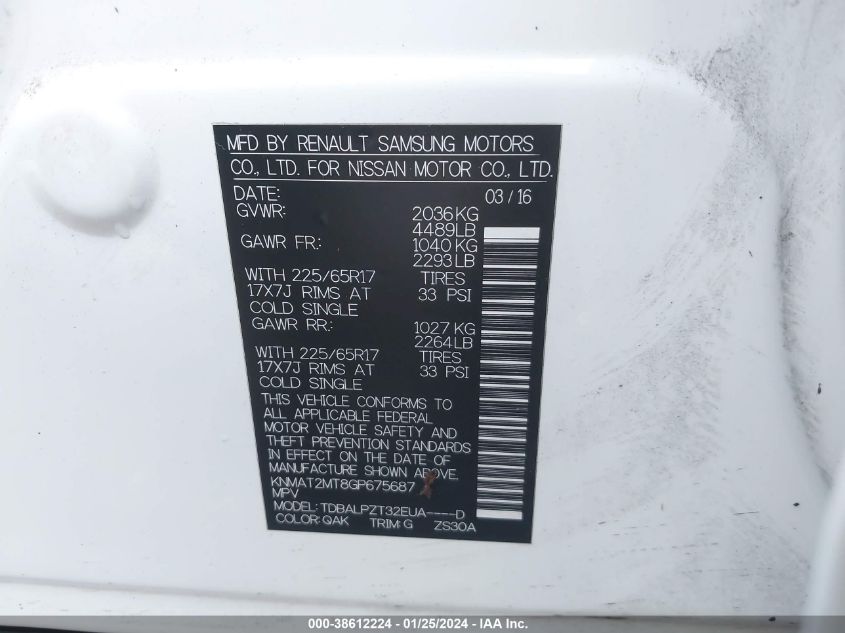 MFD BY RENAULT SAMSUNG MOTORS
CO., LTD. FOR NISSAN MOTOR CO., LTD.
DATE: 03 / 16
GVWR: 2036 KG
4489 LB
GAWR FR.: 1040 KG
2293 LB
WITH 225/65R17 TIRES
17X7J RIMS AT 33 PSI
COLD SINGLE
GAWR RR.: 1027 KG
2264 LB
WITH 225/65R17 TIRES
17X7J RIMS AT 33 PSI
COLD SINGLE
THIS VEHICLE CONFORMS TO
ALL APPLICABLE FEDERAL
MOTOR VEHICLE SAFETY AND
THEFT PREVENTION STANDARDS
IN EFFECT ON THE DATE OF
MANUFACTURE SHOWN ABOVE.
KNMAT2MT8GP675687
MPV
MODEL: TDBALPZT32EUA----D
COLOR: QAK TRIM: G ZS30A
000-38612224 - 01/25/2024 - IAA Inc.